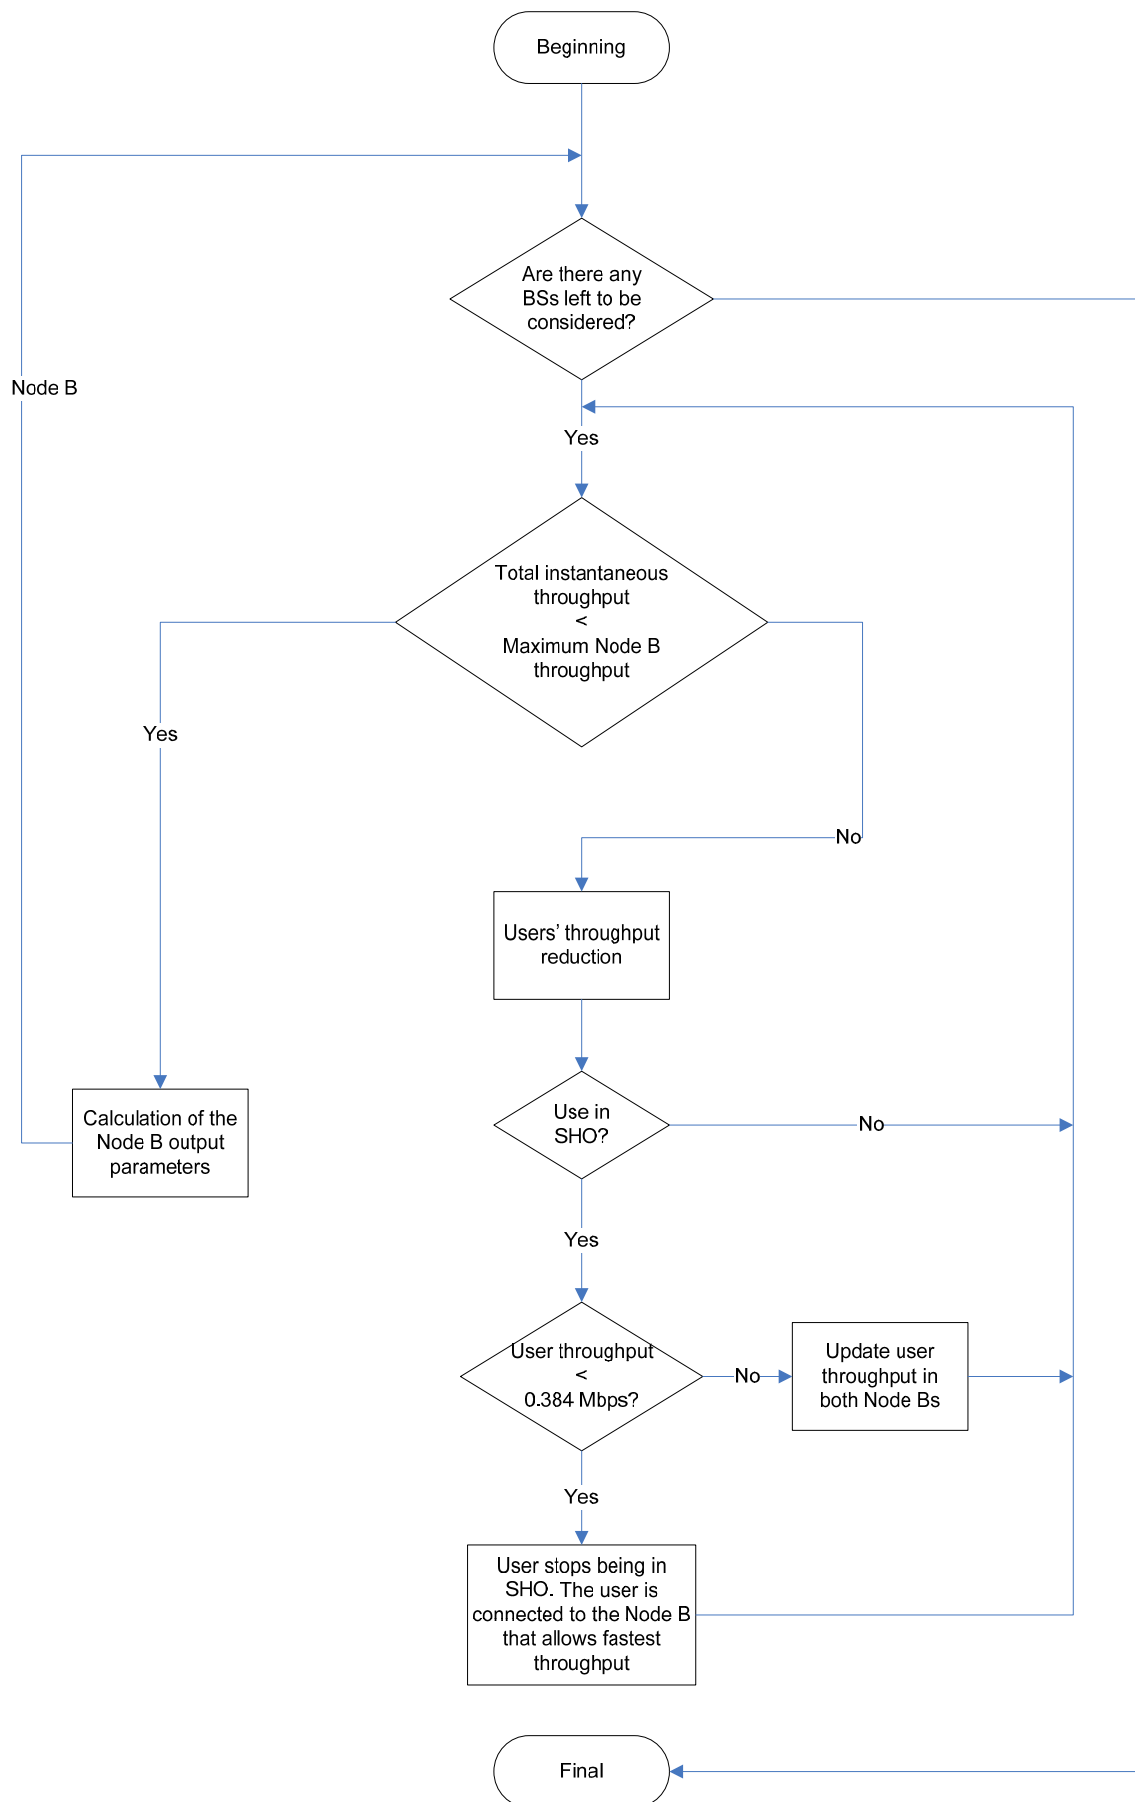 Beginning
Are there any
BSs left to be
considered?
Node B
Yes
Total instantaneous
throughput
<
Maximum Node B
throughput
Yes
No
Users’ throughput
reduction
Calculation of the
Node B output
parameters
Use in
SHO?
No
Yes
User throughput
<
0.384 Mbps?
No
Update user
throughput in
both Node Bs
Yes
User stops being in
SHO. The user is
connected to the Node B
that allows fastest
throughput
Final